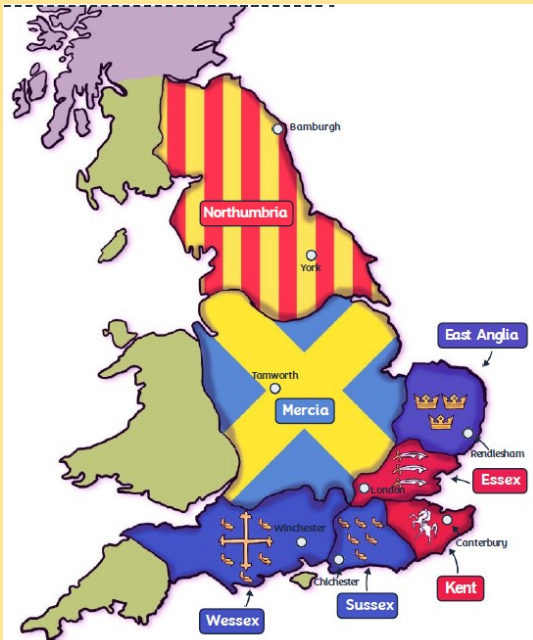 Bamburgh
Northumbria
York
East Anglia
Tamworth
Mercia
Rendlesham
Essex
London
Winchester
Canterbury
Chichester
Kent
Sussex
Wessex